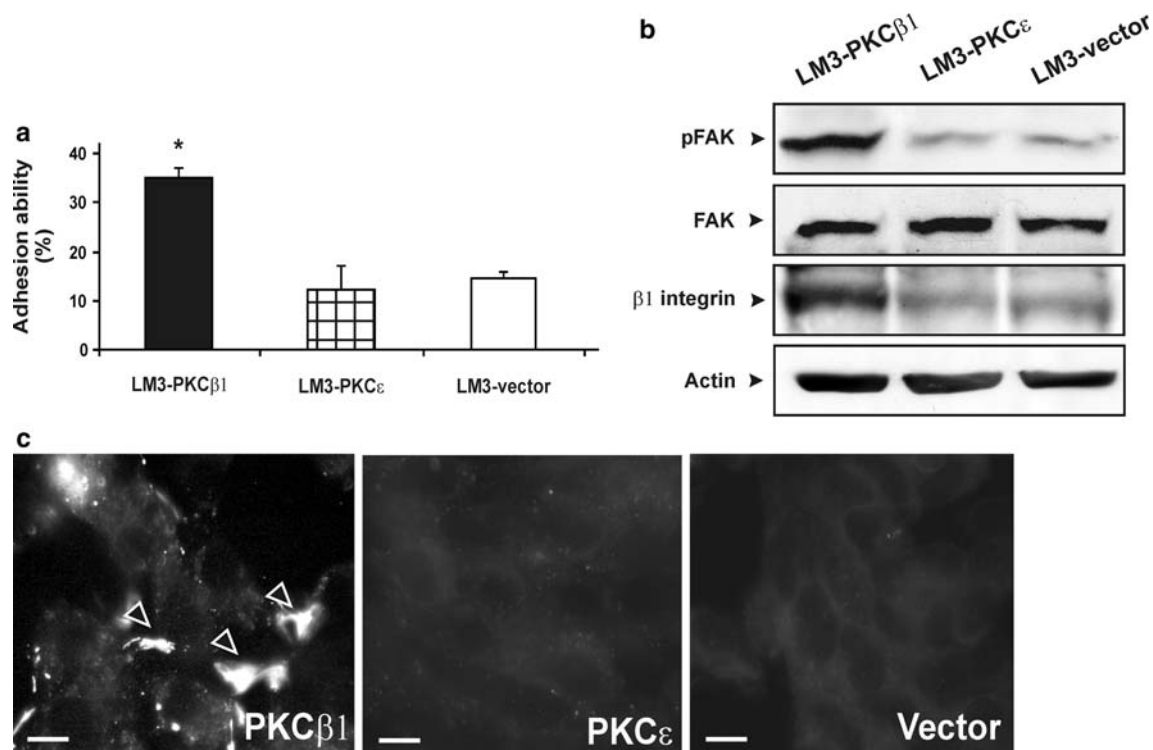 a
Adhesion ability
(%)
40
30
20
10
0
*
LM3-PKCβ1
LM3-PKCε
LM3-vector
b
LM3-PKCβ1
LM3-PKCε
LM3-vector
pFAK
FAK
β1 integrin
Actin
c
PKCβ1
PKCε
Vector